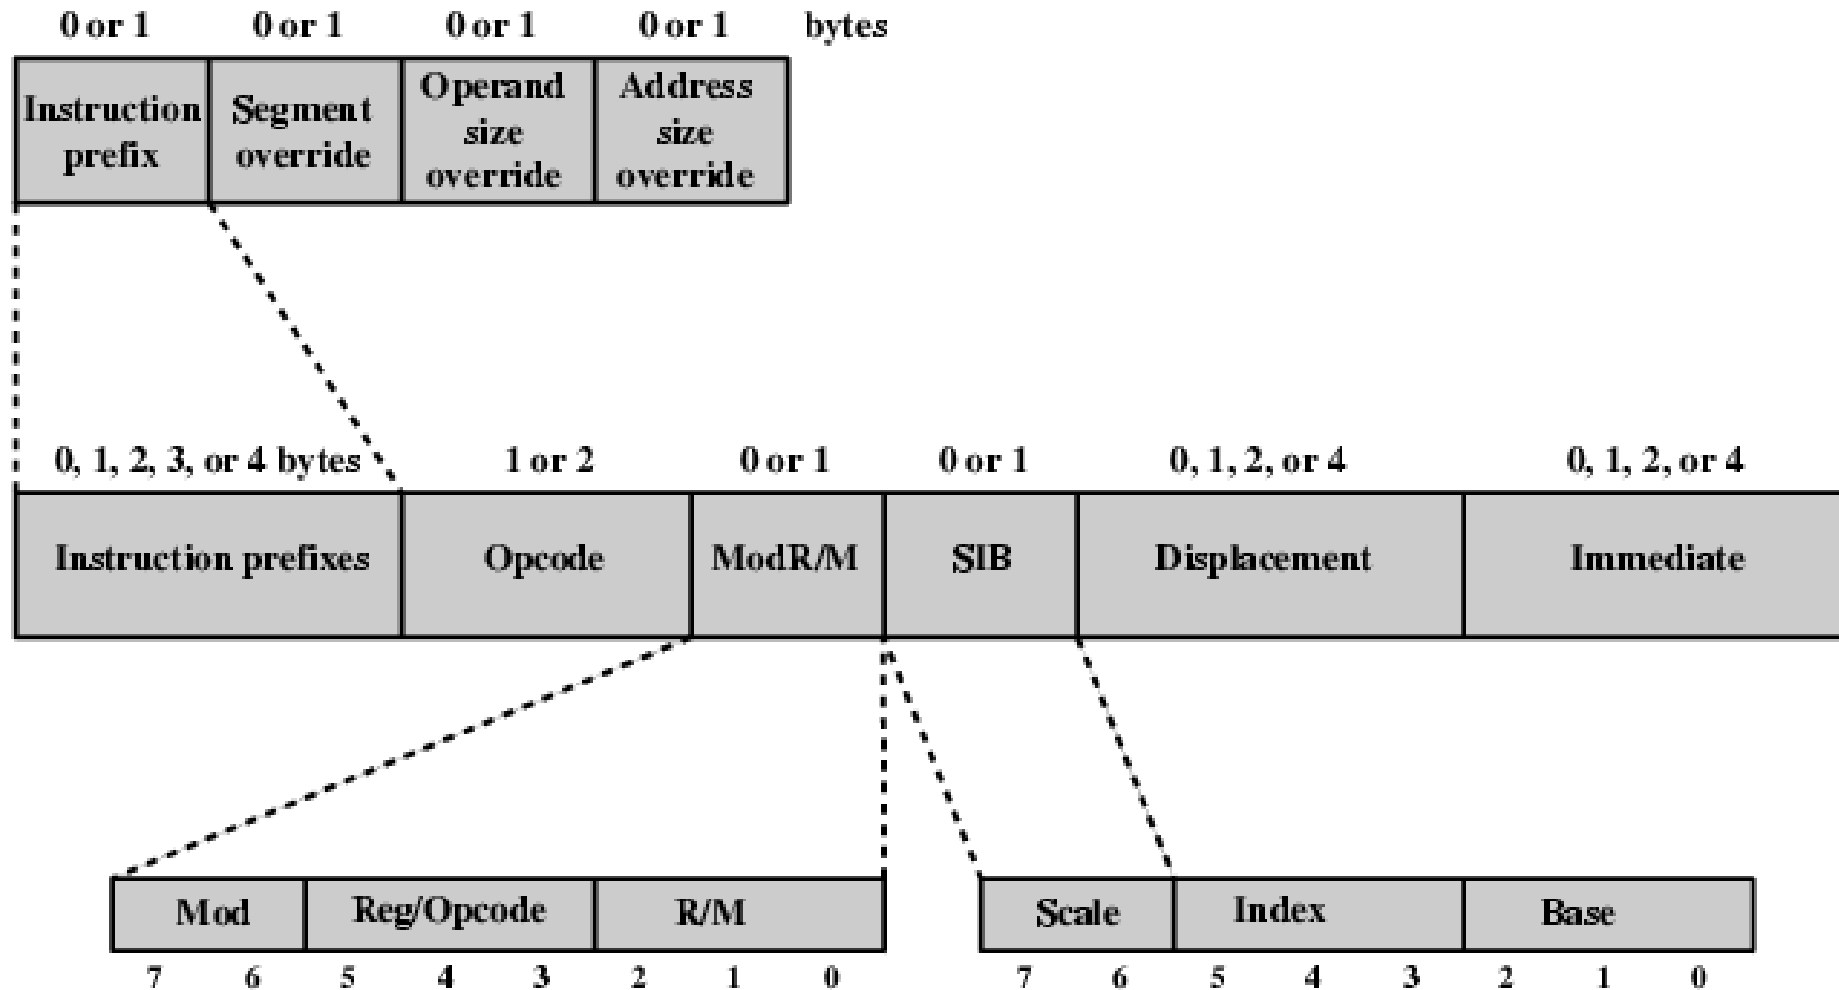 0 or 1 0 or 1 0 or 1 0 or 1 bytes
Instruction prefix
Segment override
Operand size override
Address size override
0, 1, 2, 3, or 4 bytes 1 or 2 0 or 1 0 or 1 0, 1, 2, or 4 0, 1, 2, or 4
Instruction prefixes Opcode ModR/M SIB Displacement Immediate
Mod Reg/Opcode R/M Scale Index Base
7 6 5 4 3 2 1 0 7 6 5 4 3 2 1 0